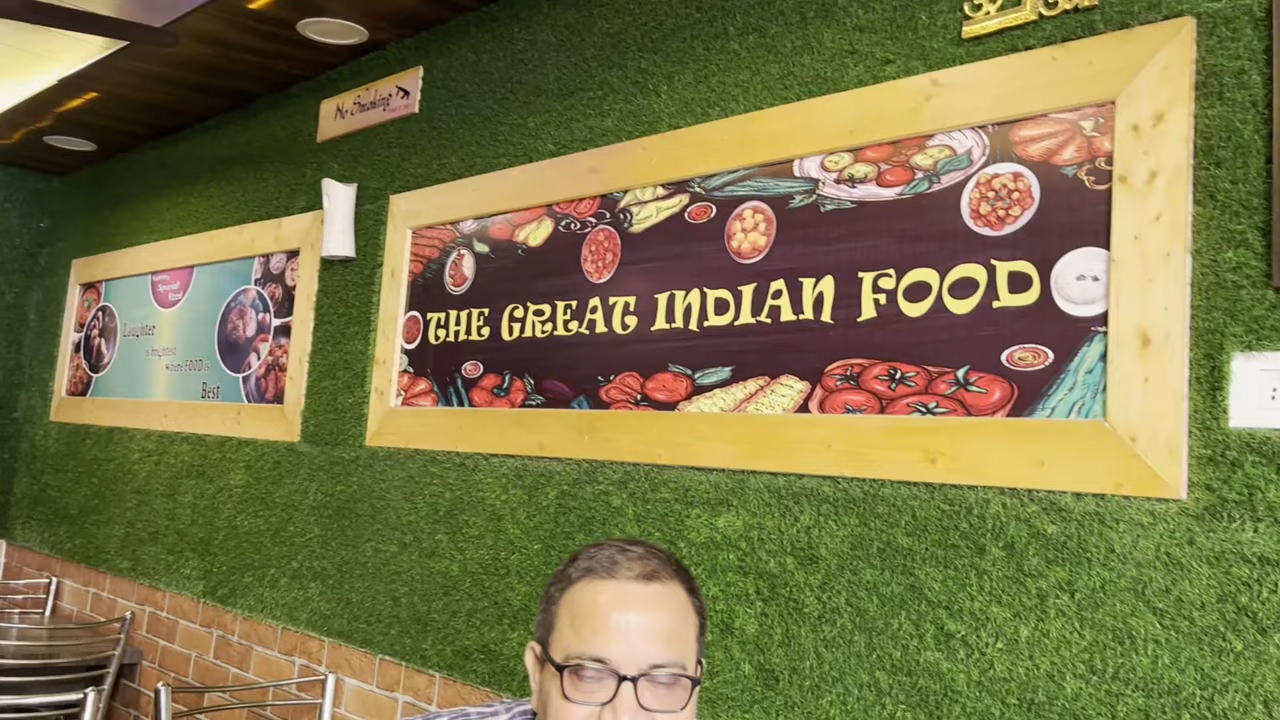 No Smoking
Special
Food
Laughter
is brightest
where FOOD is
Best
THE GREAT INDIAN FOOD